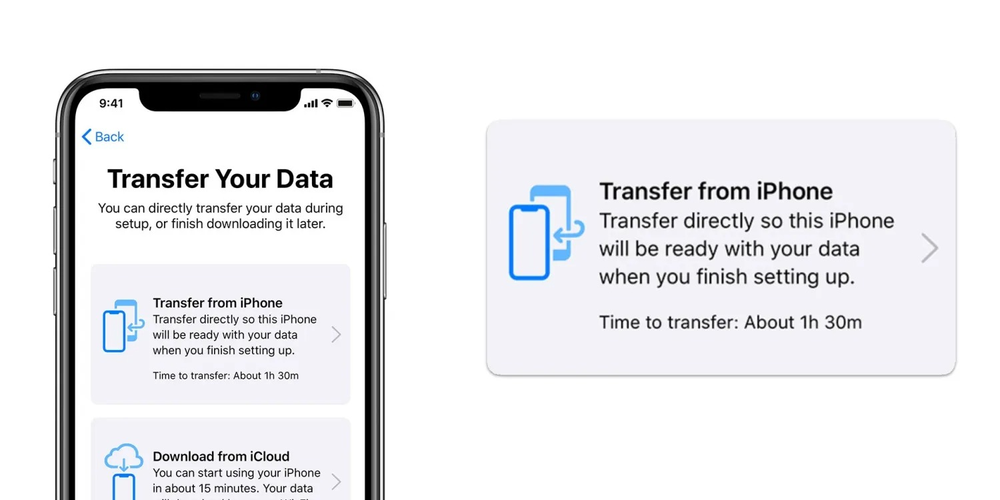 9:41
Back
Transfer Your Data
You can directly transfer your data during
setup, or finish downloading it later.
Transfer from iPhone
Transfer directly so this iPhone
will be ready with your data
when you finish setting up.
Time to transfer: About 1h 30m
Download from iCloud
You can start using your iPhone
in about 15 minutes. Your data
Transfer from iPhone
Transfer directly so this iPhone
will be ready with your data
when you finish setting up.
Time to transfer: About 1h 30m